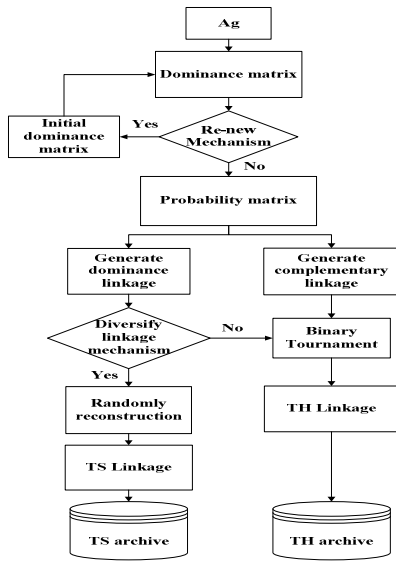 Ag
Dominance matrix
Initial
dominance
matrix
Yes
Re-new
Mechanism
No
Probability matrix
Generate
dominance
linkage
Generate
complementary
linkage
Diversify
linkage
mechanism
No
Binary
Tournament
Yes
Randomly
reconstruction
TH Linkage
TS Linkage
TS archive
TH archive